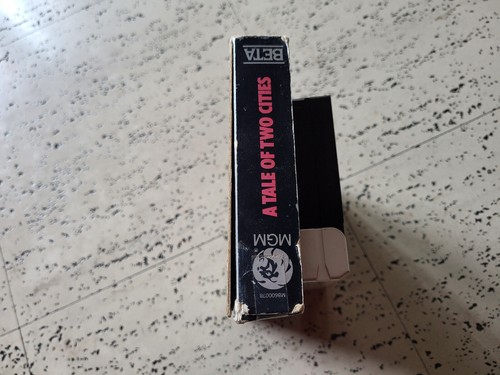 BETA
A TALE OF TWO CITIES
MGM